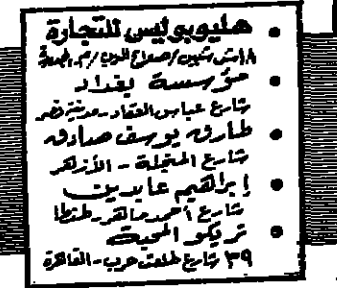 هليوبوليس للتجارة
مؤسسة بغداد
شارع عباس العقاد - مدينة نصر
طارق يوسف صادق
شارع المنجلة - الأزهر
إبراهيم عابدين
شارع أحمد ماهر - طنطا
تريكو المحبة
٣٩ شارع طلعت حرب - القاهرة